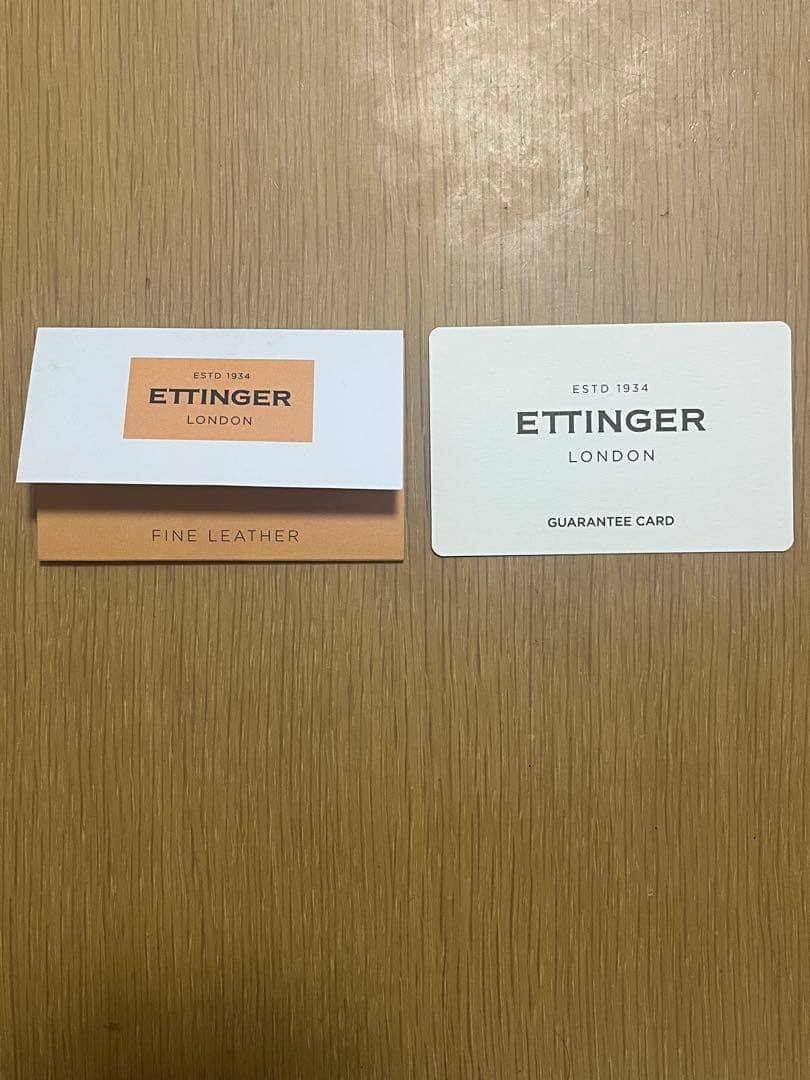 ESTD 1934
ETTINGER
LONDON
FINE LEATHER
ESTD 1934
ETTINGER
LONDON
GUARANTEE CARD